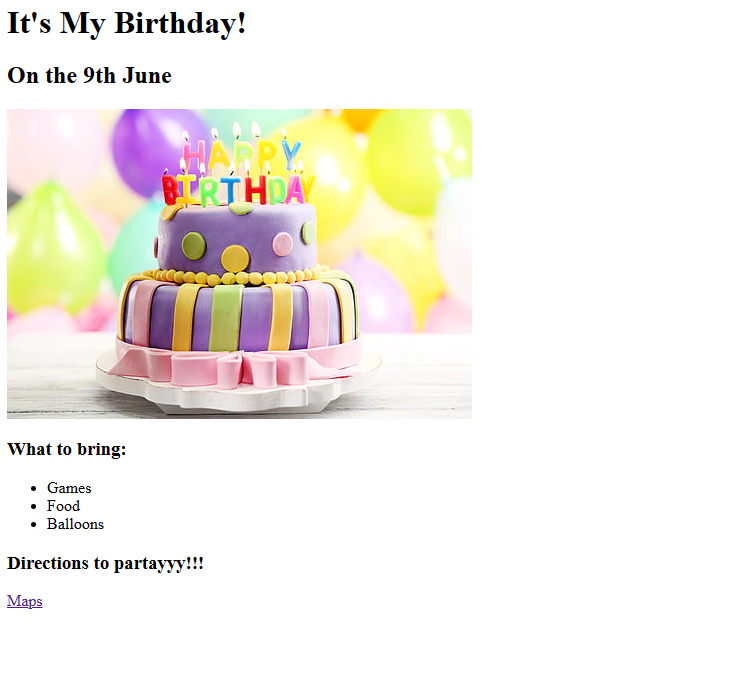 It's My Birthday!
On the 9th June
HAPPY
BIRTHDAY
What to bring:
Games
Food
Balloons
Directions to partayyy!!!
Maps